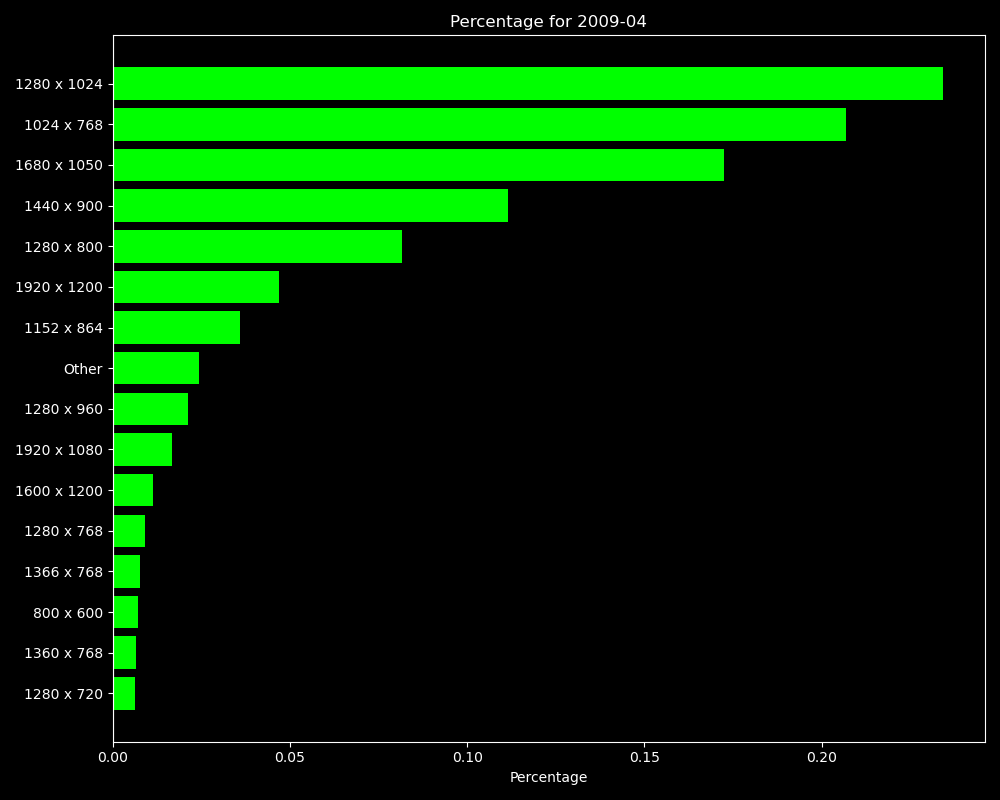 Percentage for 2009-04
1280 x 1024
1024 x 768
1680 x 1050
1440 x 900
1280 x 800
1920 x 1200
1152 x 864
Other
1280 x 960
1920 x 1080
1600 x 1200
1280 x 768
1366 x 768
800 x 600
1360 x 768
1280 x 720
0.00 0.05 0.10 0.15 0.20
Percentage